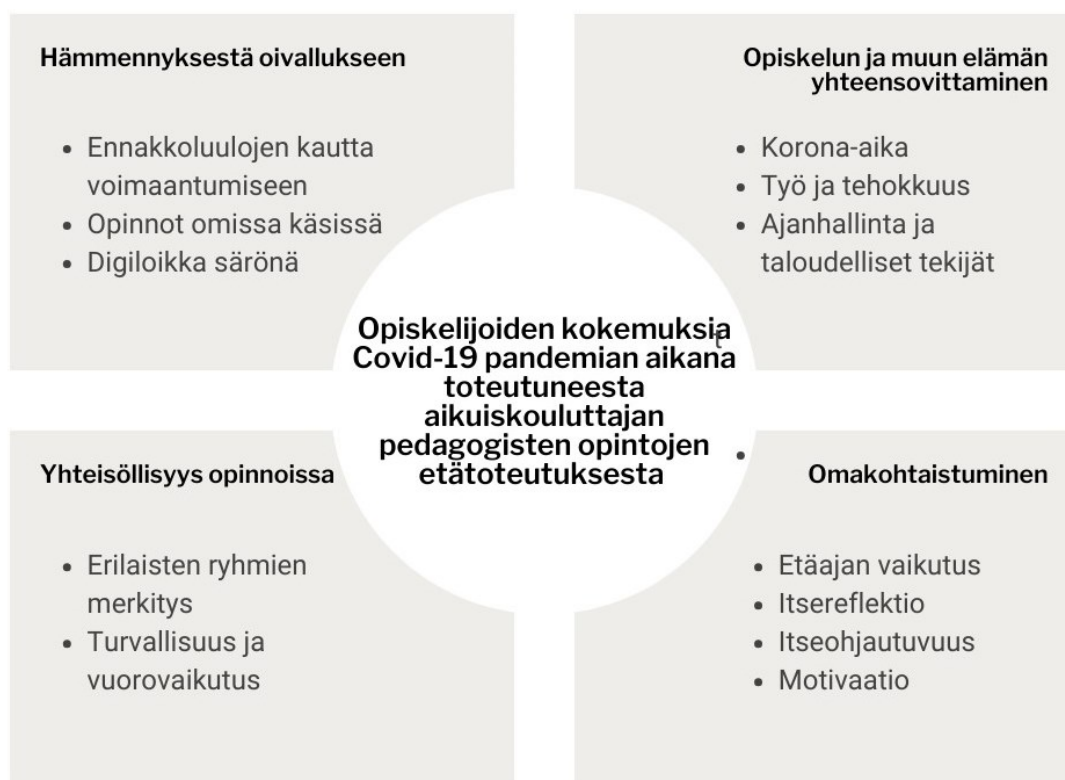 Hämmennyksestä oivallukseen
• Ennakkoluulojen kautta
voimaantumiseen
• Opinnot omissa käsissä
• Digiloikka särönä
Opiskelun ja muun elämän
yhteensovittaminen
• Korona-aika
• Työ ja tehokkuus
• Ajanhallinta ja
taloudelliset tekijät
Opiskelijoiden kokemuksia
t
Covid-19 pandemian aikana
toteutuneesta
aikuiskouluttajan
pedagogisten opintojen
etätoteutuksesta
•
Yhteisöllisyys opinnoissa
• Erilaisten ryhmien
merkitys
• Turvallisuus ja
vuorovaikutus
Omakohtaistuminen
• Etäajan vaikutus
• Itsereflektio
• Itseohjautuvuus
• Motivaatio